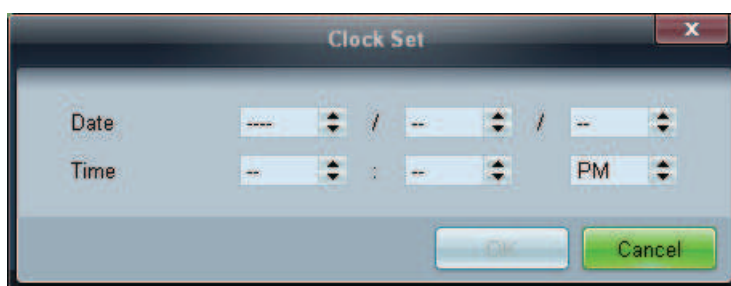 Clock Set
x
Date ---- / -- / --
Time -- : -- PM
OK Cancel